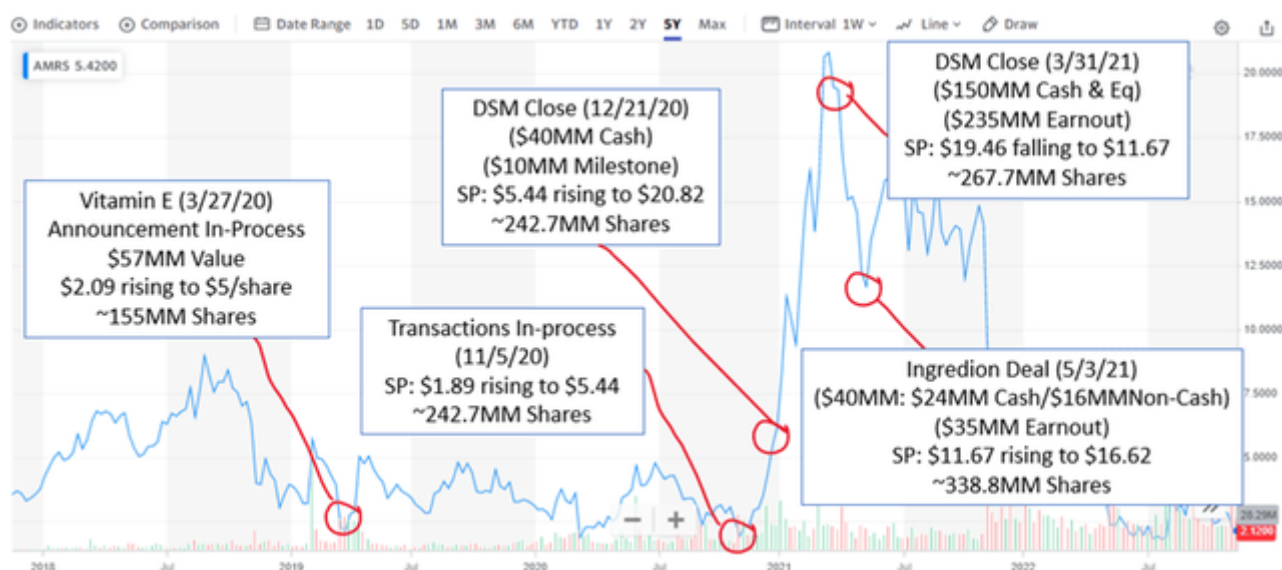 Indicators Comparison Date Range 1D 5D 1M 3M 6M YTD 1Y 2Y 5Y Max Interval 1W Line Draw
AMRS 5.4200
Vitamin E (3/27/20)
Announcement In-Process
$57MM Value
$2.09 rising to $5/share
~155MM Shares
DSM Close (12/21/20)
($40MM Cash)
($10MM Milestone)
SP: $5.44 rising to $20.82
~242.7MM Shares
Transactions In-process
(11/5/20)
SP: $1.89 rising to $5.44
~242.7MM Shares
DSM Close (3/31/21)
($150MM Cash & Eq)
($235MM Earnout)
SP: $19.46 falling to $11.67
~267.7MM Shares
Ingredion Deal (5/3/21)
($40MM: $24MM Cash/$16MMNon-Cash)
($35MM Earnout)
SP: $11.67 rising to $16.62
~338.8MM Shares
20.0000
17.5000
15.0000
12.5000
10.0000
7.5000
5.0000
20.29M
2.1200
2018 Jul 2019 Jul 2020 Jul 2021 Jul 2022 Jul